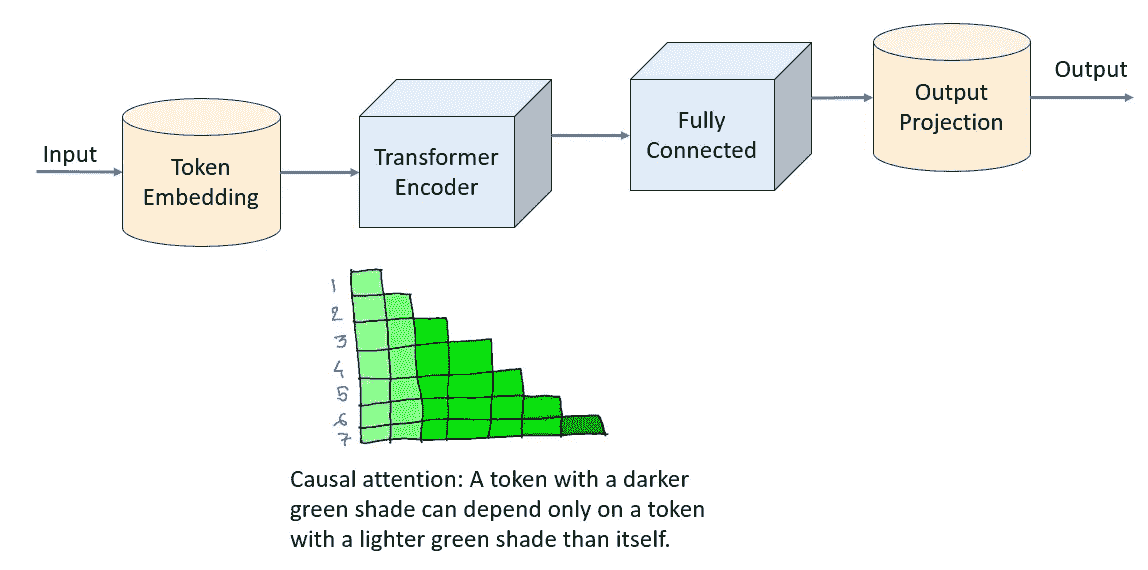 Input
Token
Embedding
Transformer
Encoder
Fully
Connected
Output
Projection
Output
1
2
3
4
5
6
7
Causal attention: A token with a darker
green shade can depend only on a token
with a lighter green shade than itself.